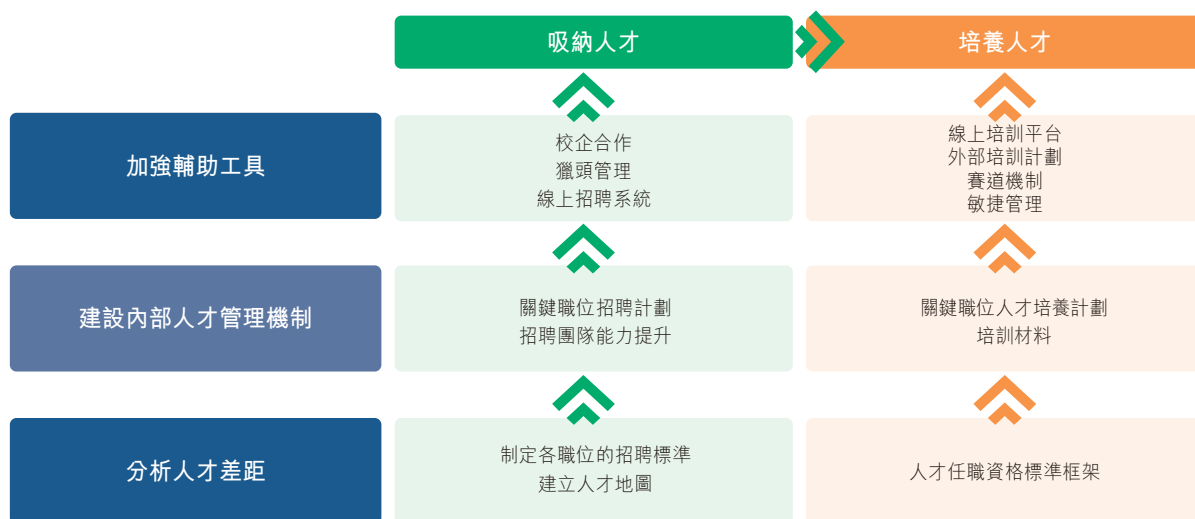 吸納人才
培養人才
加強輔助工具
校企合作
獵頭管理
線上招聘系統
線上培訓平台
外部培訓計劃
賽道機制
敏捷管理
建設內部人才管理機制
關鍵職位招聘計劃
招聘團隊能力提升
關鍵職位人才培養計劃
培訓材料
分析人才差距
制定各職位的招聘標準
建立人才地圖
人才任職資格標準框架